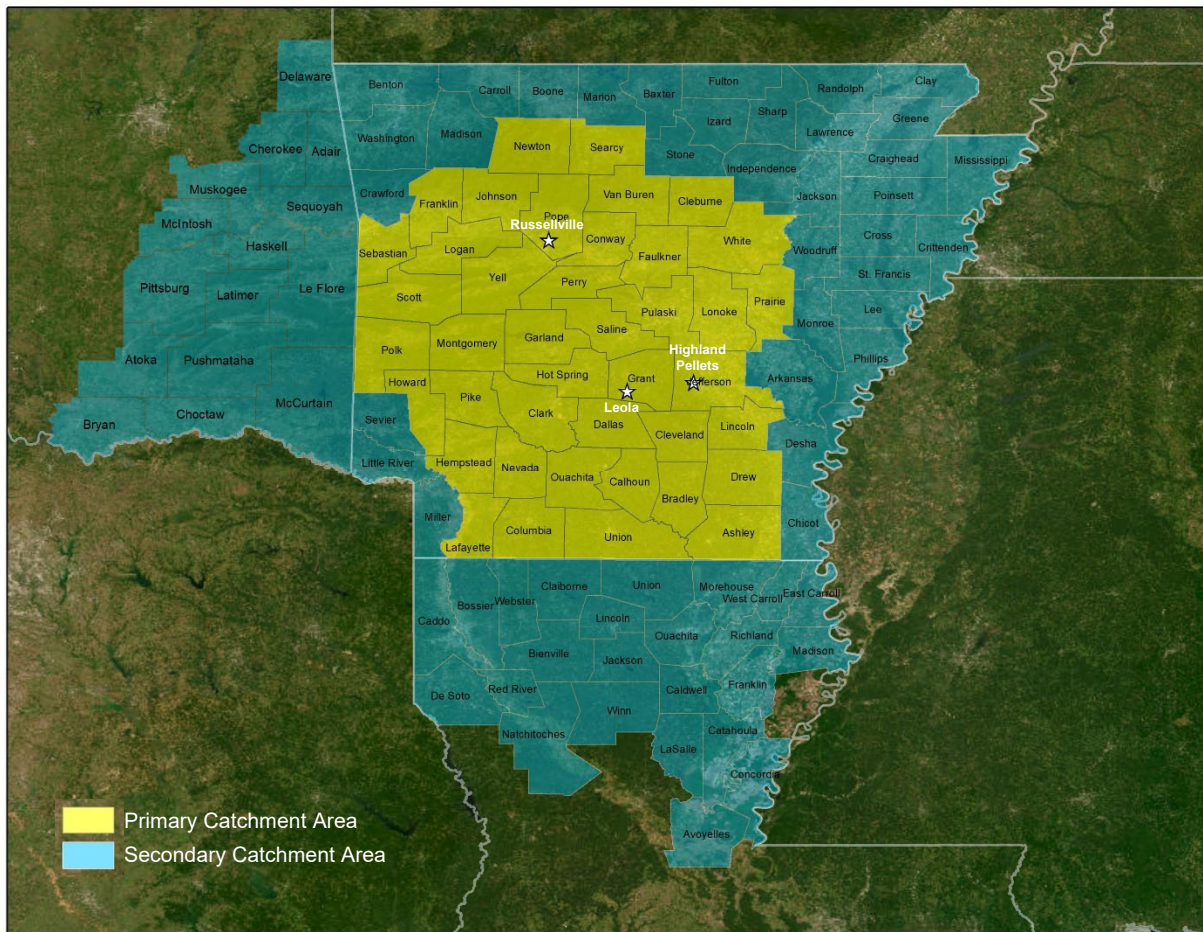 Delaware
Benton
Carroll
Boone
Marion
Baxter
Fulton
Randolph
Clay
Sharp
Izard
Greene
Lawrence
Washington
Madison
Cherokee
Adair
Newton
Searcy
Stone
Independence
Craighead
Mississippi
Muskogee
Crawford
Franklin
Johnson
Van Buren
Cleburne
Jackson
Poinsett
Sequoyah
McIntosh
Pope
Russellville
Conway
White
Cross
Crittenden
Haskell
Sebastian
Logan
Faulkner
Woodruff
St. Francis
Yell
Perry
Pittsburg
Latimer
Le Flore
Scott
Prairie
Lonoke
Pulaski
Lee
Saline
Monroe
Garland
Montgomery
Polk
Highland
Pellets
Phillips
Atoka
Pushmataha
Hot Spring
Grant
Jefferson
Arkansas
Howard
McCurtain
Pike
Leola
Clark
Choctaw
Bryan
Sevier
Dallas
Cleveland
Lincoln
Desha
Little River
Hempstead
Nevada
Ouachita
Calhoun
Drew
Bradley
Miller
Chicot
Columbia
Union
Ashley
Lafayette
Claiborne
Union
Morehouse
West Carroll
East Carroll
Webster
Bossier
Caddo
Lincoln
Ouachita
Richland
Madison
Bienville
Jackson
De Soto
Red River
Caldwell
Franklin
Winn
Natchitoches
Catahoula
LaSalle
Concordia
Avoyelles
Primary Catchment Area
Secondary Catchment Area